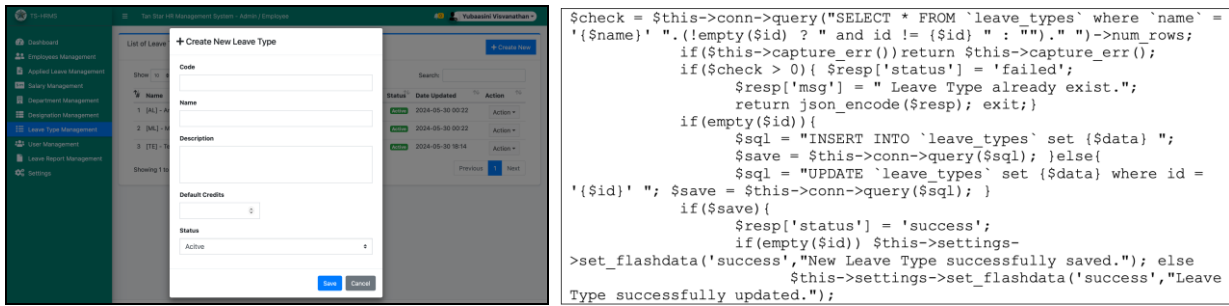 TS-HRMS
Tan Star HR Management System - Admin / Employee
Yubaasini Visvanathan
Dashboard
Employees Management
Applied Leave Management
Salary Management
Department Management
Designation Management
Leave Type Management
User Management
Leave Report Management
Settings
List of Leave
+ Create New
Show
Search:
Name
Status
Date Updated
Action
1 [AL] - A
Active
2024-05-30 00:22
Action
2 [ML] - M
Active
2024-05-30 00:22
Action
3 [TE] - Te
Active
2024-05-30 18:14
Action
Showing 1 to
Previous 1 Next
+ Create New Leave Type
Code
Name
Description
Default Credits
Status
Acitve
Save Cancel
$check = $this->conn->query("SELECT * FROM `leave_types` where `name` =
'{$name}' ".(!empty($id) ? " and id != {$id} " : "")." ")->num_rows;
if($this->capture_err())return $this->capture_err();
if($check > 0){ $resp['status'] = 'failed';
$resp['msg'] = " Leave Type already exist.";
return json_encode($resp); exit;}
if(empty($id)){
$sql = "INSERT INTO `leave_types` set {$data} ";
$save = $this->conn->query($sql); }else{
$sql = "UPDATE `leave_types` set {$data} where id =
'{$id}' "; $save = $this->conn->query($sql); }
if($save){
$resp['status'] = 'success';
if(empty($id)) $this->settings-
>set_flashdata('success',"New Leave Type successfully saved."); else
$this->settings->set_flashdata('success',"Leave
Type successfully updated.");